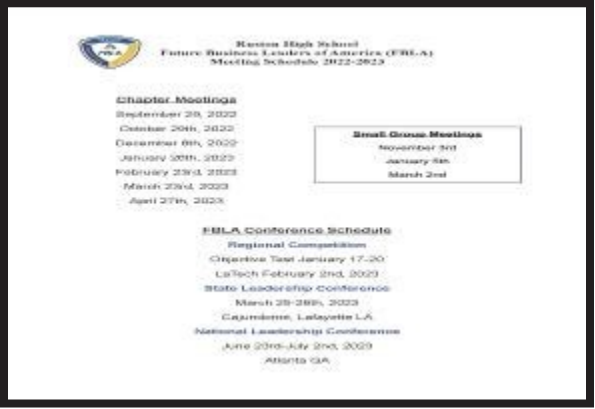 FBLA
Ruston High School
Future Business Leaders of America (FBLA)
Meeting Schedule 2022-2023
Chapter Meetings
September 29, 2022
October 20th, 2022
December 8th, 2022
January 26th, 2023
February 23rd, 2023
March 23rd, 2023
April 27th, 2023
Small Group Meetings
November 3rd
January 5th
March 2nd
FBLA Conference Schedule
Regional Competition
Objective Test January 17-20
LaTech February 2nd, 2023
State Leadership Conference
March 2023
Cajundome, Lafayette LA
National Leadership Conference
June 23rd-July 2nd, 2023
Atlanta GA